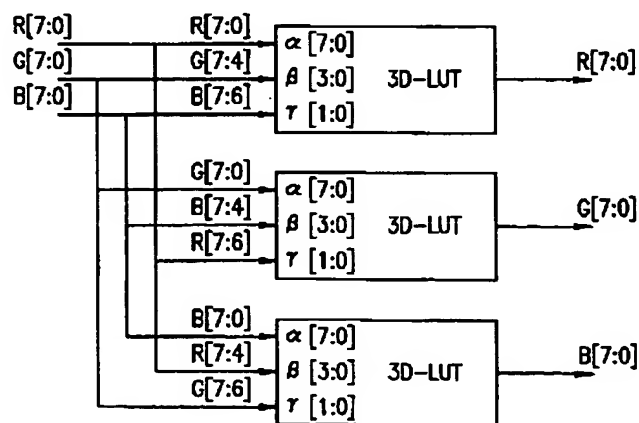 R[7:0] R[7:0] α [7:0] R[7:0]
G[7:0] G[7:4] β [3:0] 3D-LUT
B[7:0] B[7:6] γ [1:0]
G[7:0] α [7:0] G[7:0]
B[7:4] β [3:0] 3D-LUT
R[7:6] γ [1:0]
B[7:0] α [7:0]
R[7:4] β [3:0] 3D-LUT B[7:0]
G[7:6] γ [1:0]